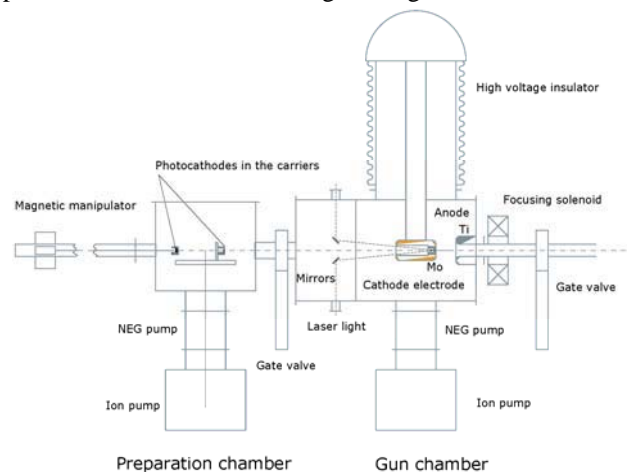 High voltage insulator
Photocathodes in the carriers
Magnetic manipulator
Focusing solenoid
Anode
Ti
Mo
Mirrors
Cathode electrode
Gate valve
Laser light
NEG pump
NEG pump
Gate valve
Ion pump
Ion pump
Preparation chamber
Gun chamber